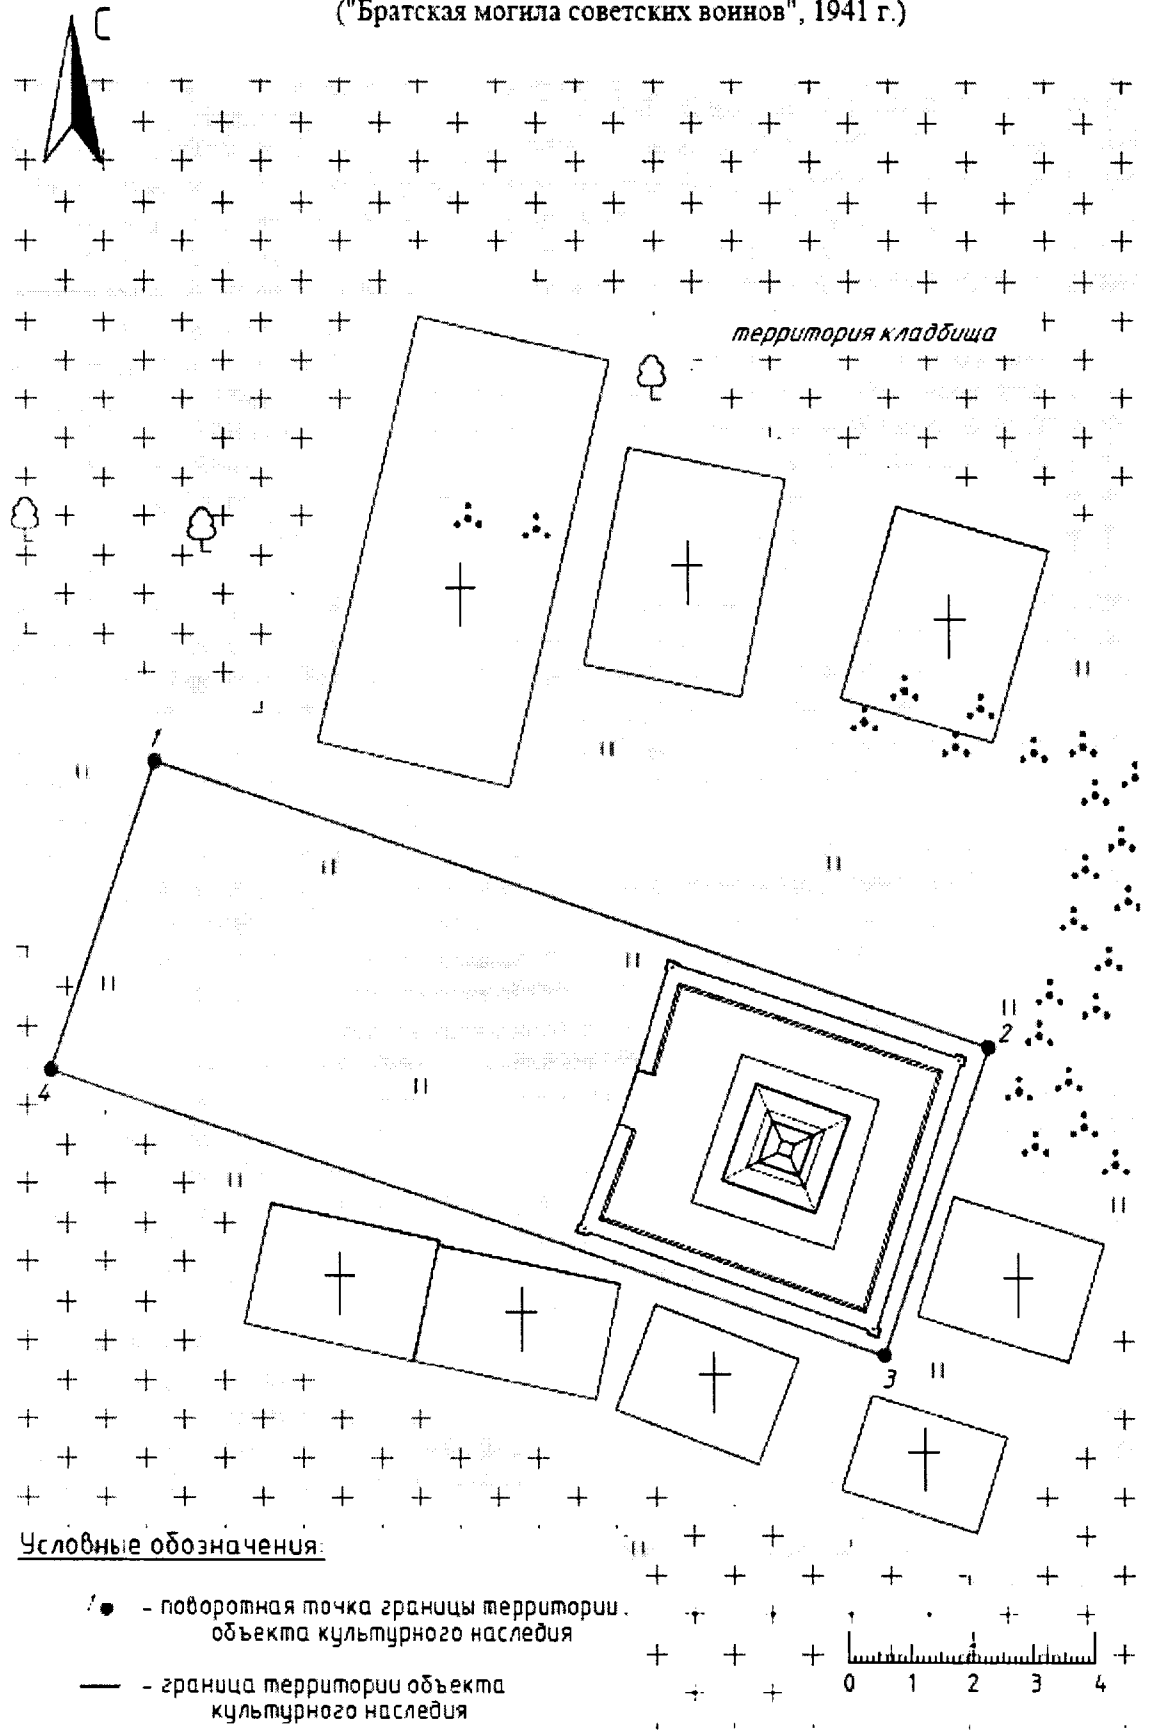 ("Братская могила советских воинов", 1941 г.)
С
территория кладбища
1
2
4
3
Условные обозначения:
1 - поворотная точка границы территории
объекта культурного наследия
- граница территории объекта
культурного наследия
0 1 2 3 4